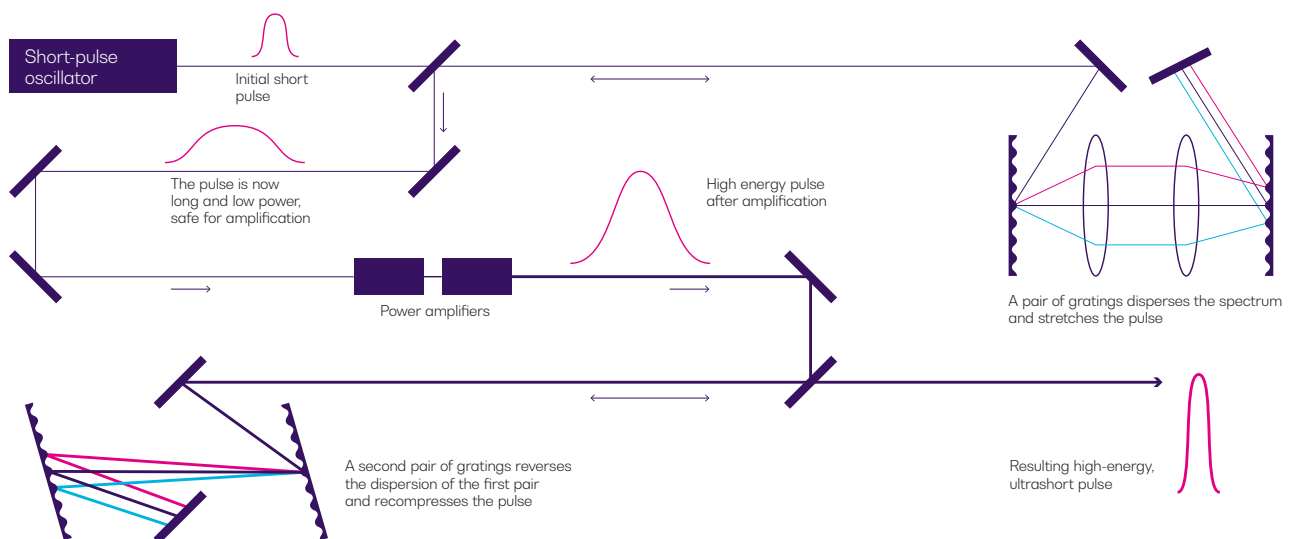 Short-pulse
oscillator
Initial short
pulse
The pulse is now
long and low power,
safe for amplification
High energy pulse
after amplification
Power amplifiers
A pair of gratings disperses the spectrum
and stretches the pulse
A second pair of gratings reverses
the dispersion of the first pair
and recompresses the pulse
Resulting high-energy,
ultrashort pulse